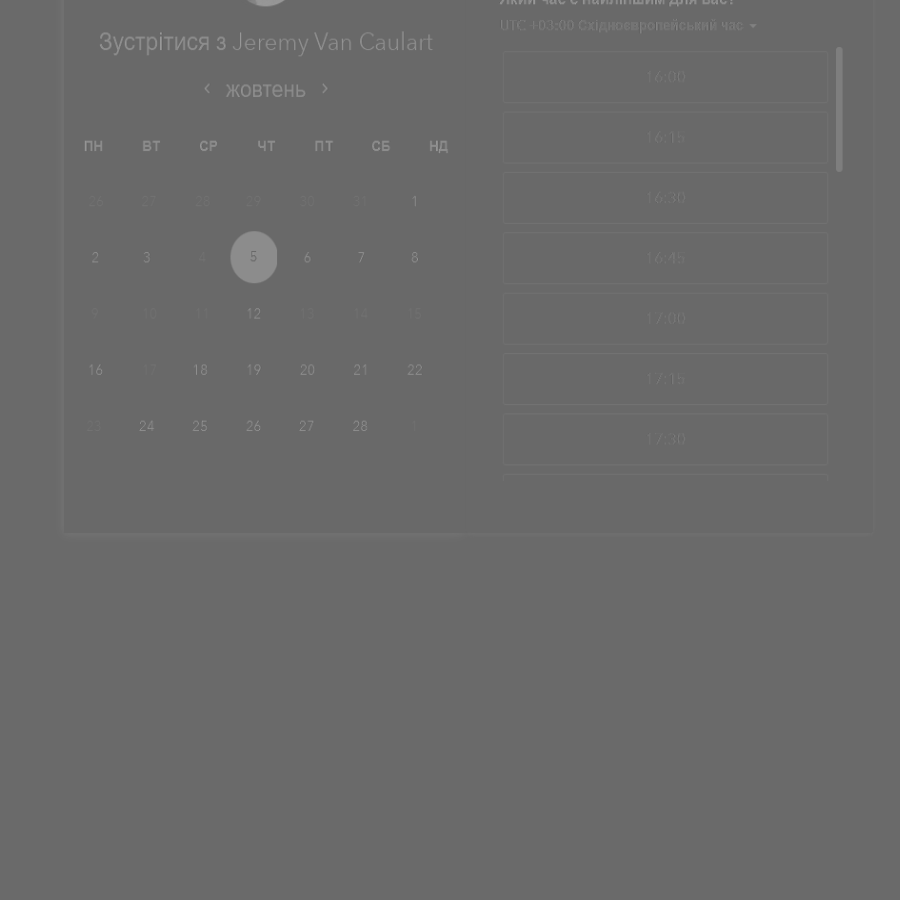 Зустрітися з Jeremy Van Caulart
жовтень
ПН ВТ СР ЧТ ПТ СБ НД
26 27 28 29 30 31 1
2 3 4 5 6 7 8
9 10 11 12 13 14 15
16 17 18 19 20 21 22
23 24 25 26 27 28 1
Який час є найліпшим для вас?
UTC +03:00 Східноєвропейський час
16:00
16:15
16:30
16:45
17:00
17:15
17:30